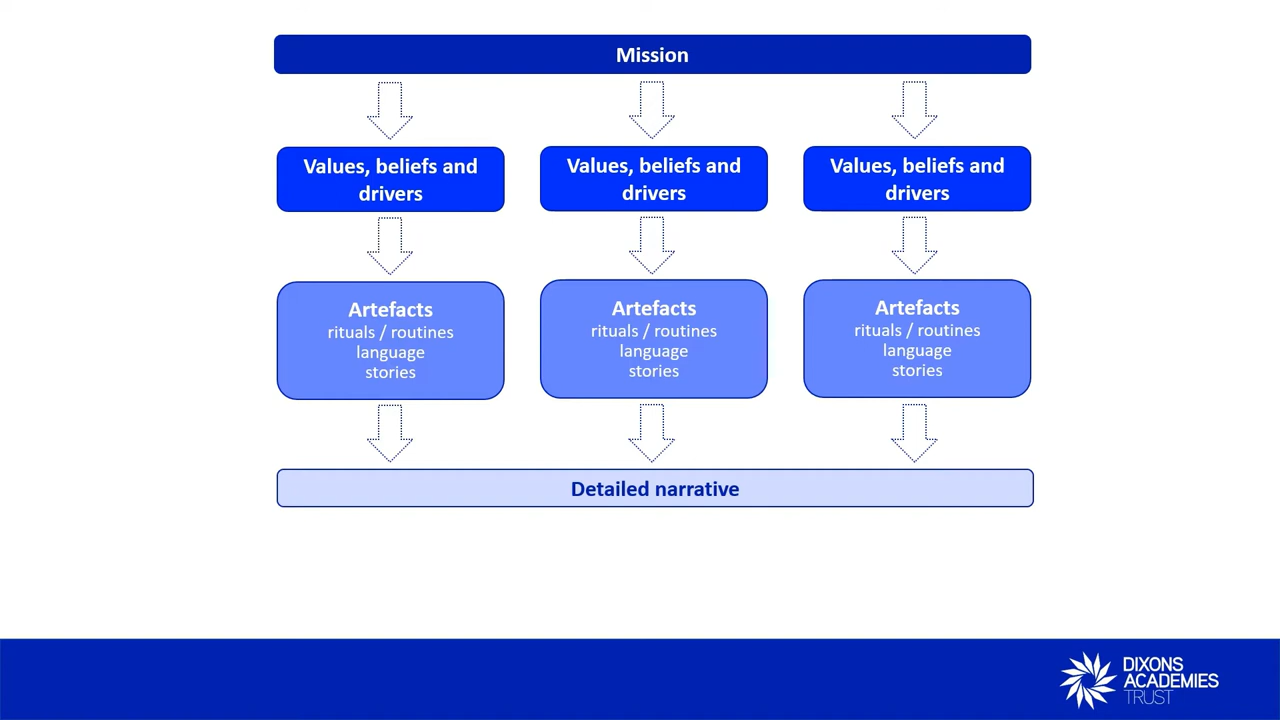 Mission
Values, beliefs and
drivers
Values, beliefs and
drivers
Values, beliefs and
drivers
Artefacts
rituals / routines
language
stories
Artefacts
rituals / routines
language
stories
Artefacts
rituals / routines
language
stories
Detailed narrative
DIXONS
ACADEMIES
TRUST